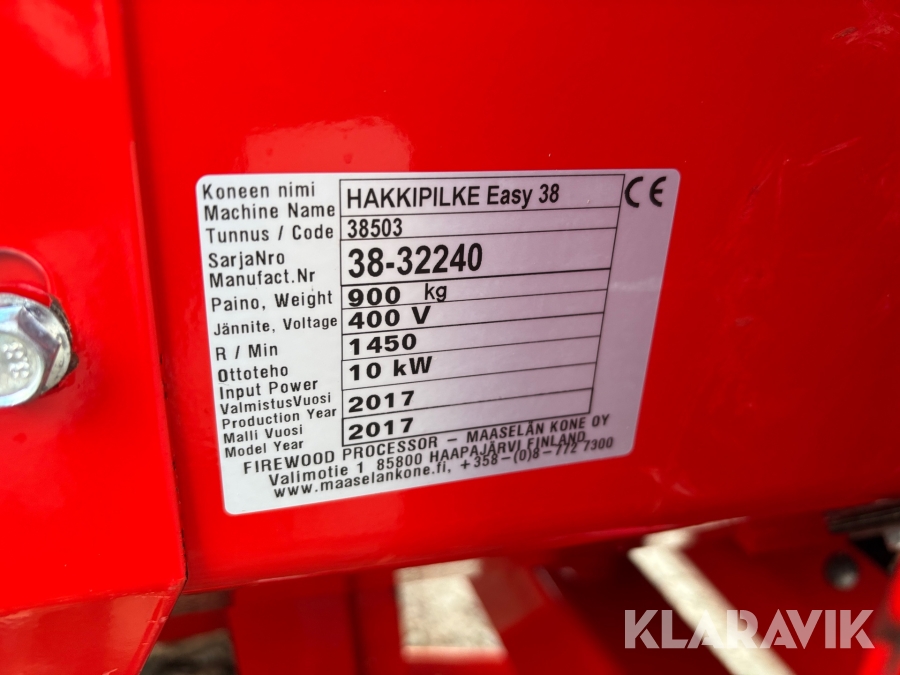 Koneen nimi
Machine Name HAKKIPILKE Easy 38 CE
Tunnus / Code 38503
SarjaNro
Manufact.Nr 38-32240
Paino, Weight 900 kg
Jännite, Voltage 400 V
R / Min 1450
Ottoteho
Input Power 10 kW
ValmistusVuosi
Production Year 2017
Malli Vuosi
Model Year 2017
FIREWOOD PROCESSOR – MAASELÄN KONE OY
Valimotie 1 85800 HAAPAJÄRVI FINLAND
www.maaselankone.fi, +358-(0)8-772 7300
KLARAVIK